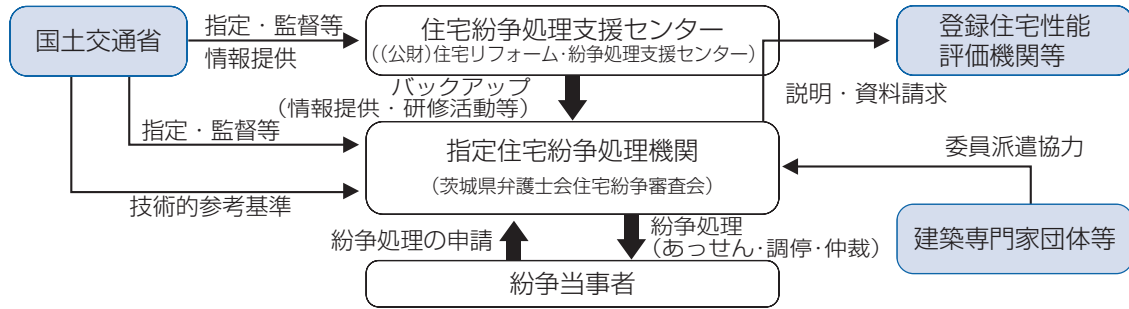 国土交通省
指定・監督等
情報提供
住宅紛争処理支援センター
((公財)住宅リフォーム・紛争処理支援センター)
登録住宅性能
評価機関等
バックアップ
(情報提供・研修活動等)
説明・資料請求
指定・監督等
指定住宅紛争処理機関
(茨城県弁護士会住宅紛争審査会)
委員派遣協力
技術的参考基準
紛争処理の申請
紛争処理
(あっせん・調停・仲裁)
建築専門家団体等
紛争当事者